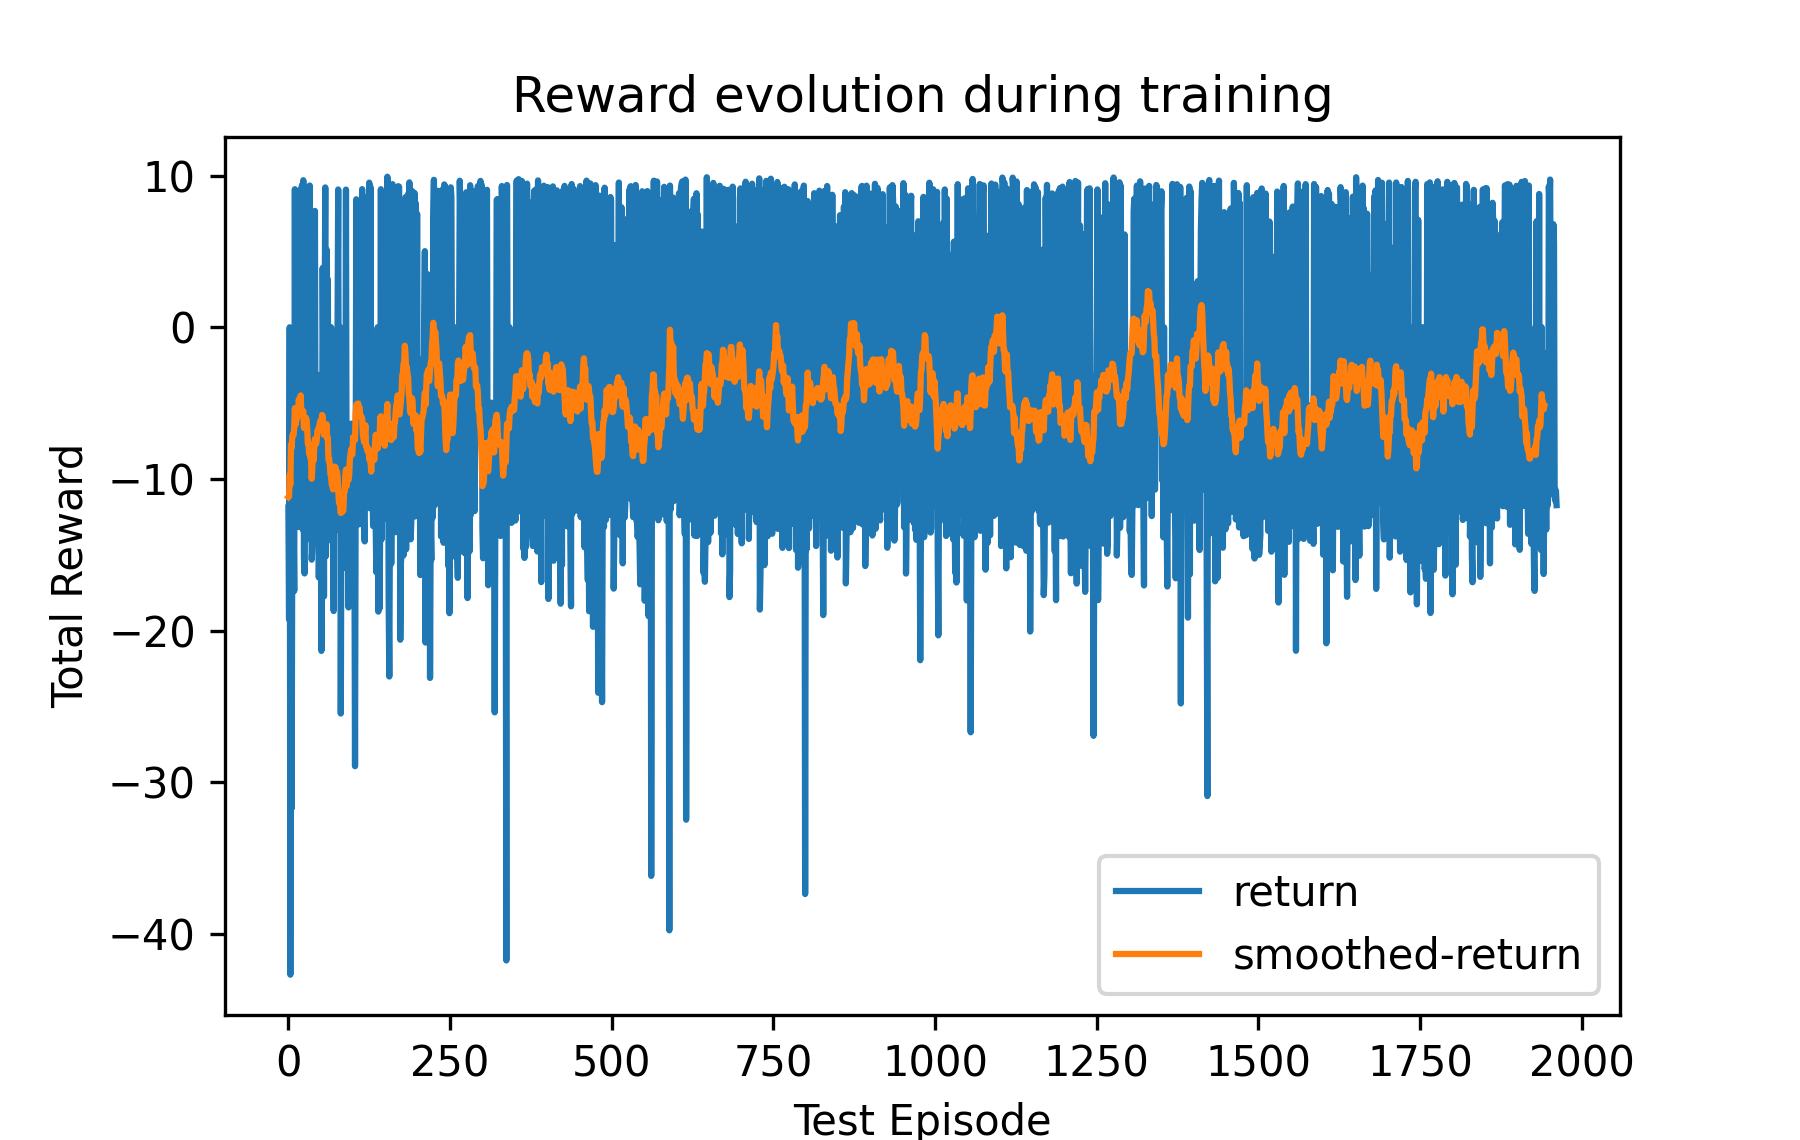 Reward evolution during training
10
0
−10
−20
−30
−40
Total Reward
return
smoothed-return
0 250 500 750 1000 1250 1500 1750 2000
Test Episode